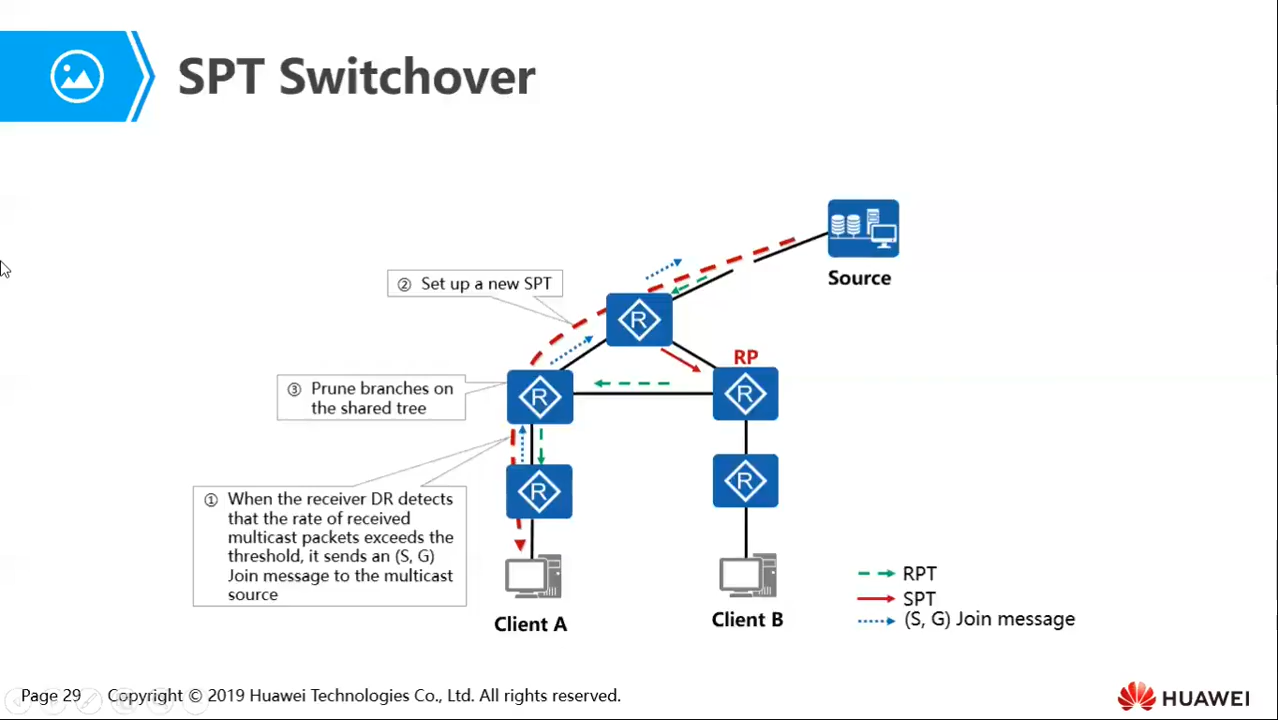 SPT Switchover
Source
② Set up a new SPT
R
RP
③ Prune branches on
the shared tree
R
R
① When the receiver DR detects
that the rate of received
multicast packets exceeds the
threshold, it sends an (S, G)
Join message to the multicast
source
R
R
Client A
Client B
RPT
SPT
(S, G) Join message
Page 29 Copyright © 2019 Huawei Technologies Co., Ltd. All rights reserved.
HUAWEI